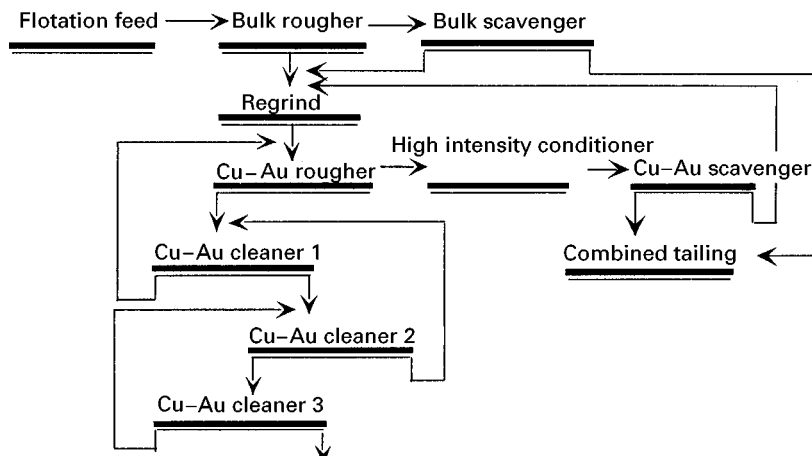 Flotation feed
Bulk rougher
Bulk scavenger
Regrind
High intensity conditioner
Cu–Au rougher
Cu–Au scavenger
Cu–Au cleaner 1
Combined tailing
Cu–Au cleaner 2
Cu–Au cleaner 3